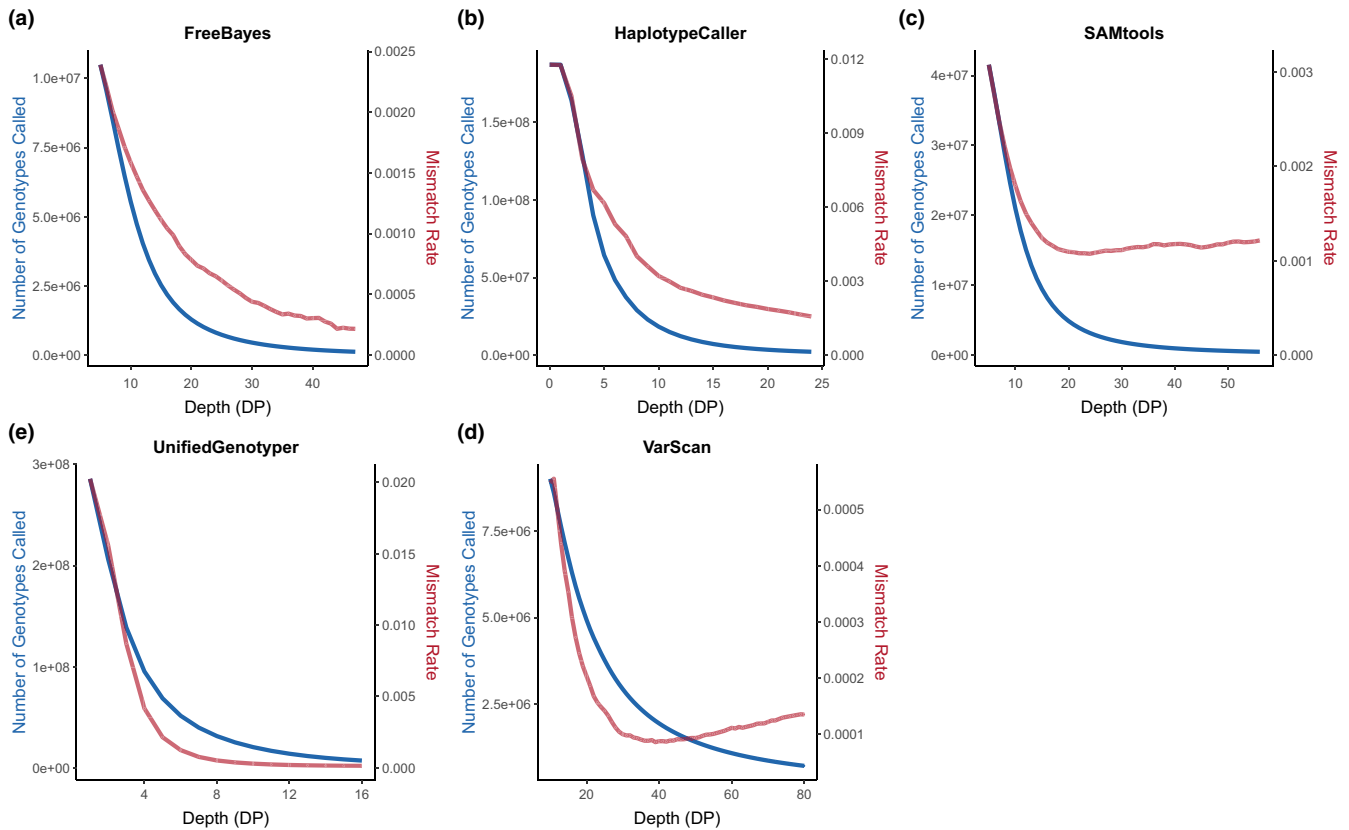 (a)
FreeBayes
Number of Genotypes Called
1.0e+07
7.5e+06
5.0e+06
2.5e+06
0.0e+00
0.0025
0.0020
0.0015
0.0010
0.0005
0.0000
Mismatch Rate
10 20 30 40
Depth (DP)
(b)
HaplotypeCaller
Number of Genotypes Called
1.5e+08
1.0e+08
5.0e+07
0.0e+00
0.012
0.009
0.006
0.003
0.000
Mismatch Rate
0 5 10 15 20 25
Depth (DP)
(c)
SAMtools
Number of Genotypes Called
4e+07
3e+07
2e+07
1e+07
0e+00
0.003
0.002
0.001
0.000
Mismatch Rate
10 20 30 40 50
Depth (DP)
(e)
UnifiedGenotyper
Number of Genotypes Called
3e+08
2e+08
1e+08
0e+00
0.020
0.015
0.010
0.005
0.000
Mismatch Rate
4 8 12 16
Depth (DP)
(d)
VarScan
Number of Genotypes Called
7.5e+06
5.0e+06
2.5e+06
0.0005
0.0004
0.0003
0.0002
0.0001
Mismatch Rate
20 40 60 80
Depth (DP)